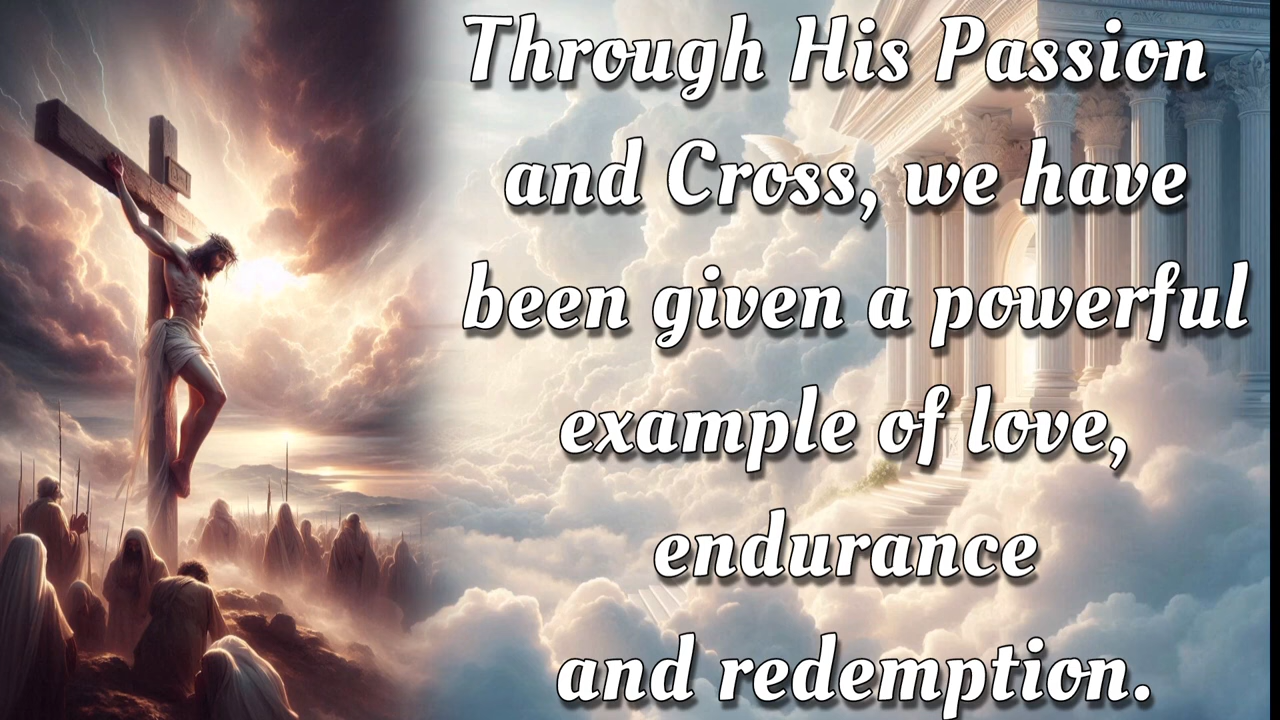 Through His Passion
and Cross, we have
been given a powerful
example of love,
endurance
and redemption.